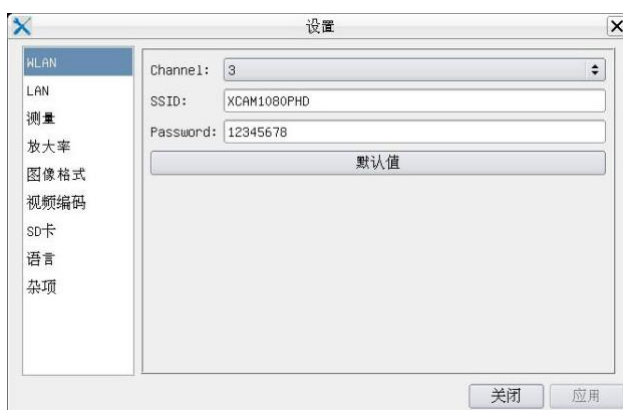 设置
WLAN
LAN
测量
放大率
图像格式
视频编码
SD卡
语言
杂项
Channel: 3
SSID: XCAM1080PHD
Password: 12345678
默认值
关闭 应用